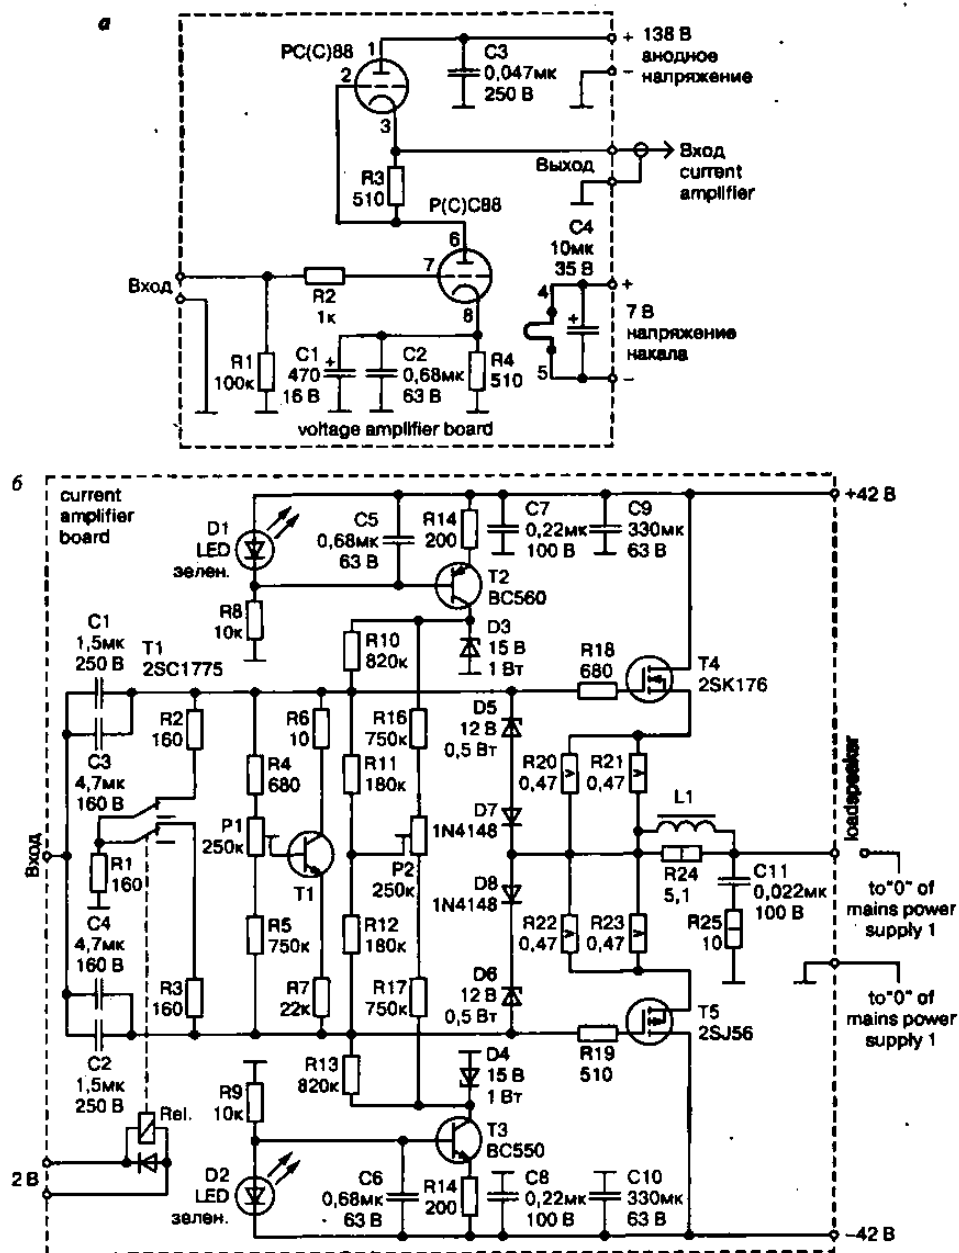 а
PC(C)88
1
2
3
C3
0,047мк
250 В
+ 138 В
анодное
напряжение
−
Выход
Вход
current
amplifier
R3
510
P(C)C88
6
7
8
C4
10мк
35 В
4
5
+
+
7 В
напряжение
накала
−
Вход
R2
1к
R1
100к
C1
470
16 В
+
C2
0,68мк
63 В
R4
510
voltage amplifier board
б
current
amplifier
board
+42 В
D1
LED
зелен.
C5
0,68мк
63 В
R14
200
C7
0,22мк
100 В
C9
330мк
63 В
T2
BC560
R8
10к
D3
15 В
1 Вт
C1
1,5мк
250 В
T1
2SC1775
R10
820к
R18
680
T4
2SK176
R2
160
R6
10
R16
750к
D5
12 В
0,5 Вт
C3
4,7мк
160 В
R4
680
R11
180к
R20
0,47
R21
0,47
L1
loadspeaker
P1
250к
D7
1N4148
Вход
R1
160
T1
P2
250к
D8
1N4148
R24
5,1
C11
0,022мк
100 В
to"0" of
mains power
supply 1
C4
4,7мк
160 В
R5
750к
R12
180к
R22
0,47
R23
0,47
R25
10
R3
160
R7
22к
R17
750к
D6
12 В
0,5 Вт
T5
2SJ56
to"0" of
mains power
supply 1
C2
1,5мк
250 В
R13
820к
D4
15 В
1 Вт
R19
510
R9
10к
Rel.
T3
BC550
2 В
D2
LED
зелен.
C6
0,68мк
63 В
R14
200
C8
0,22мк
100 В
C10
330мк
63 В
−42 В